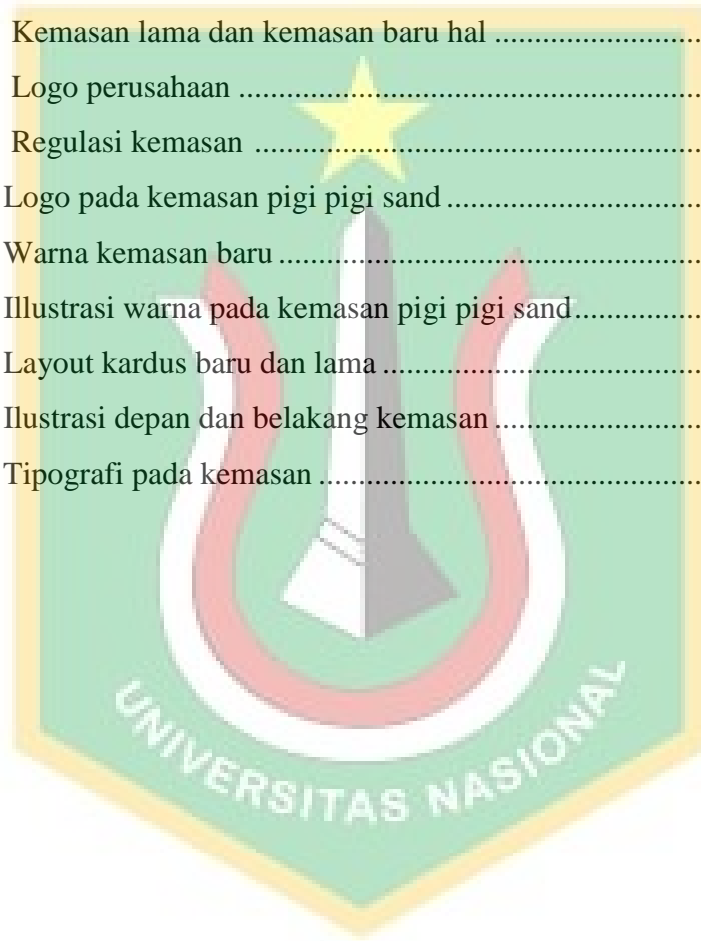 Kemasan lama dan kemasan baru hal ..........................
Logo perusahaan ..........................................................
Regulasi kemasan ........................................................
Logo pada kemasan pigi pigi sand ................................
Warna kemasan baru .....................................................
Illustrasi warna pada kemasan pigi pigi sand ................
Layout kardus baru dan lama ........................................
Ilustrasi depan dan belakang kemasan ..........................
Tipografi pada kemasan ................................................
UNIVERSITAS NASIONAL